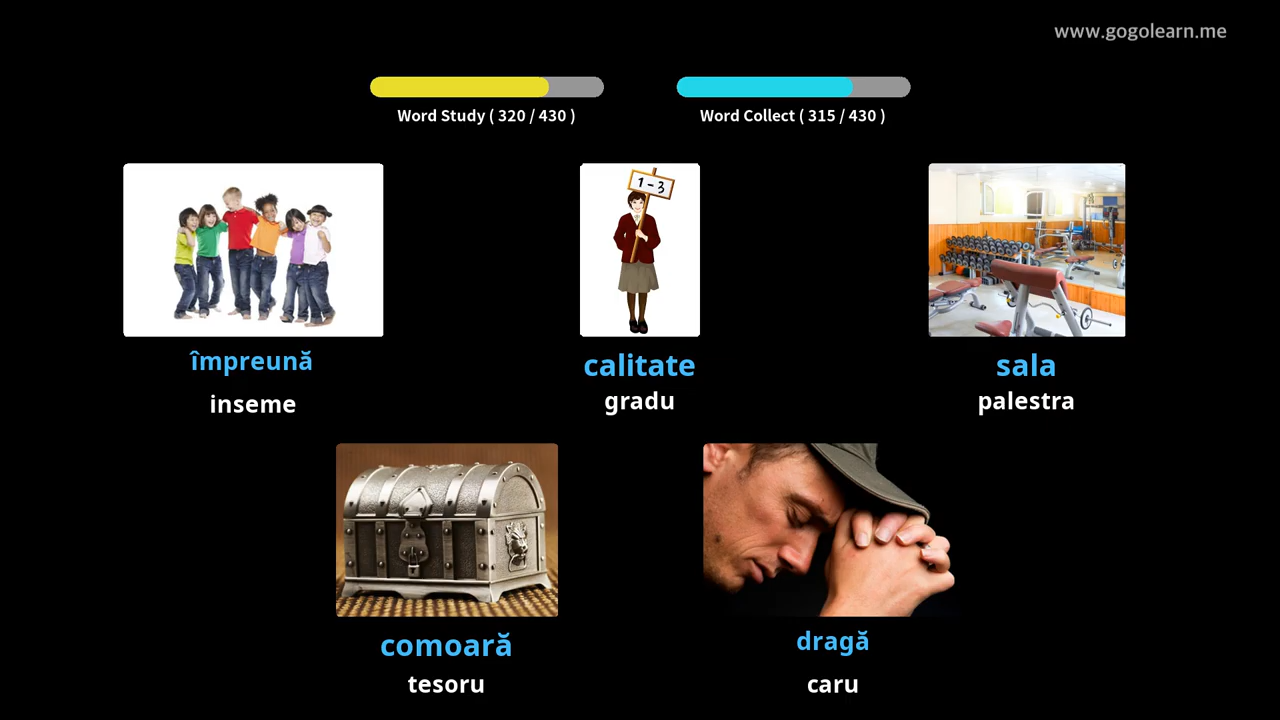 www.gogolearn.me
Word Study ( 320 / 430 )
Word Collect ( 315 / 430 )
1 - 3
împreună
inseme
calitate
gradu
sala
palestra
comoară
tesoru
dragă
caru